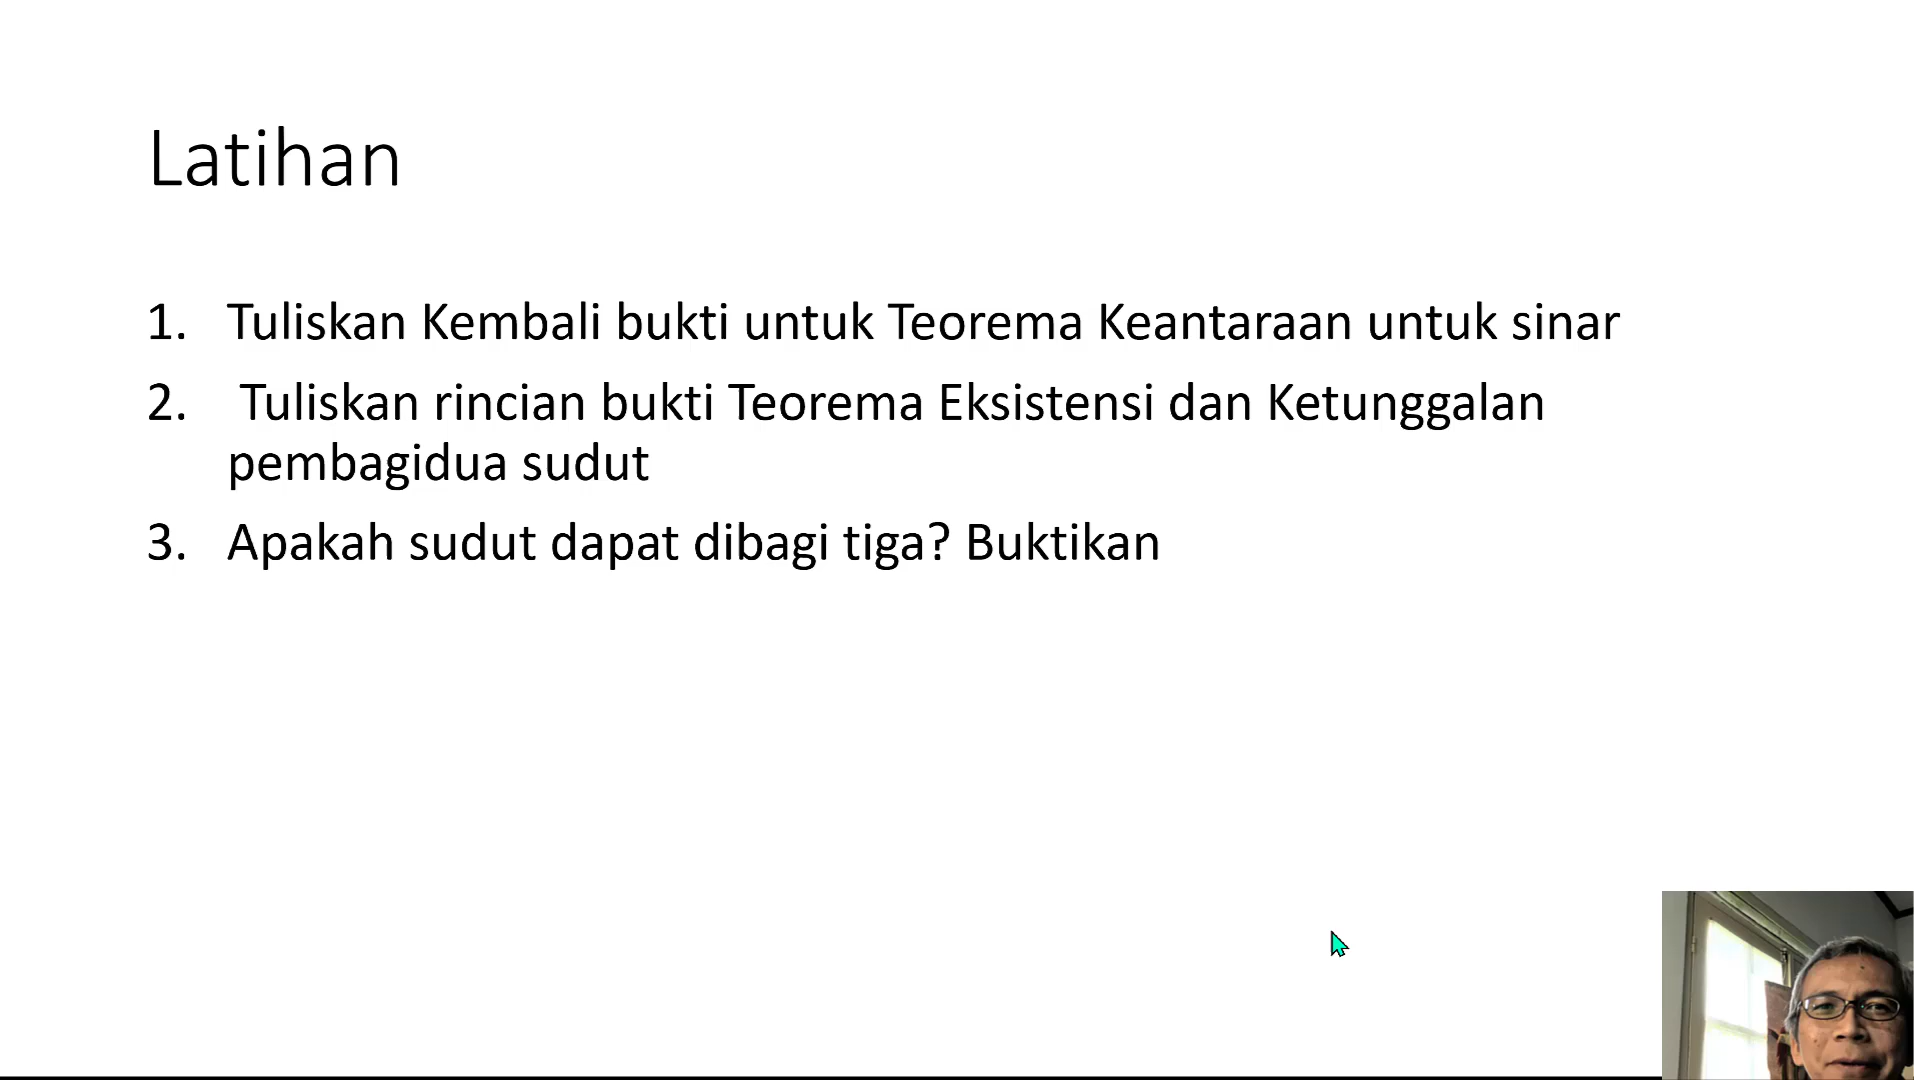 Latihan
1. Tuliskan Kembali bukti untuk Teorema Keantaraan untuk sinar
2. Tuliskan rincian bukti Teorema Eksistensi dan Ketunggalan
pembagidua sudut
3. Apakah sudut dapat dibagi tiga? Buktikan